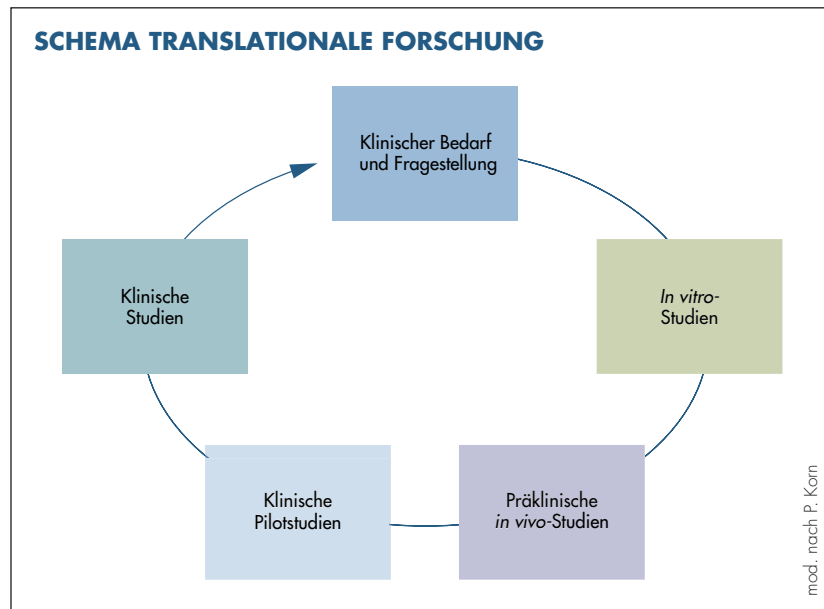 SCHEMA TRANSLATIONALE FORSCHUNG
Klinischer Bedarf
und Fragestellung
In vitro-
Studien
Präklinische
in vivo-Studien
Klinische
Pilotstudien
Klinische
Studien
mod. nach P. Korn